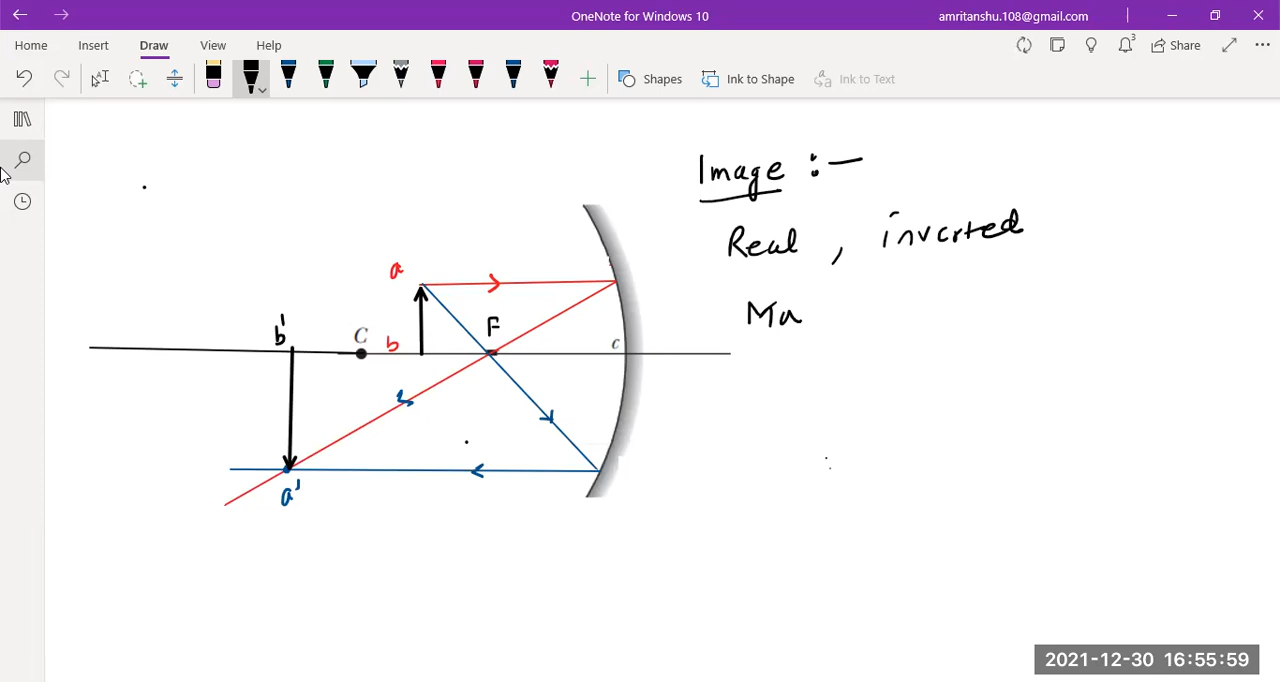 OneNote for Windows 10
amritanshu.108@gmail.com
Home Insert Draw View Help
3 Share
Shapes Ink to Shape Ink to Text
Image :-
Real , inverted
Ma
a
F
b'
C
b
c
a'
2021-12-30 16:55:59